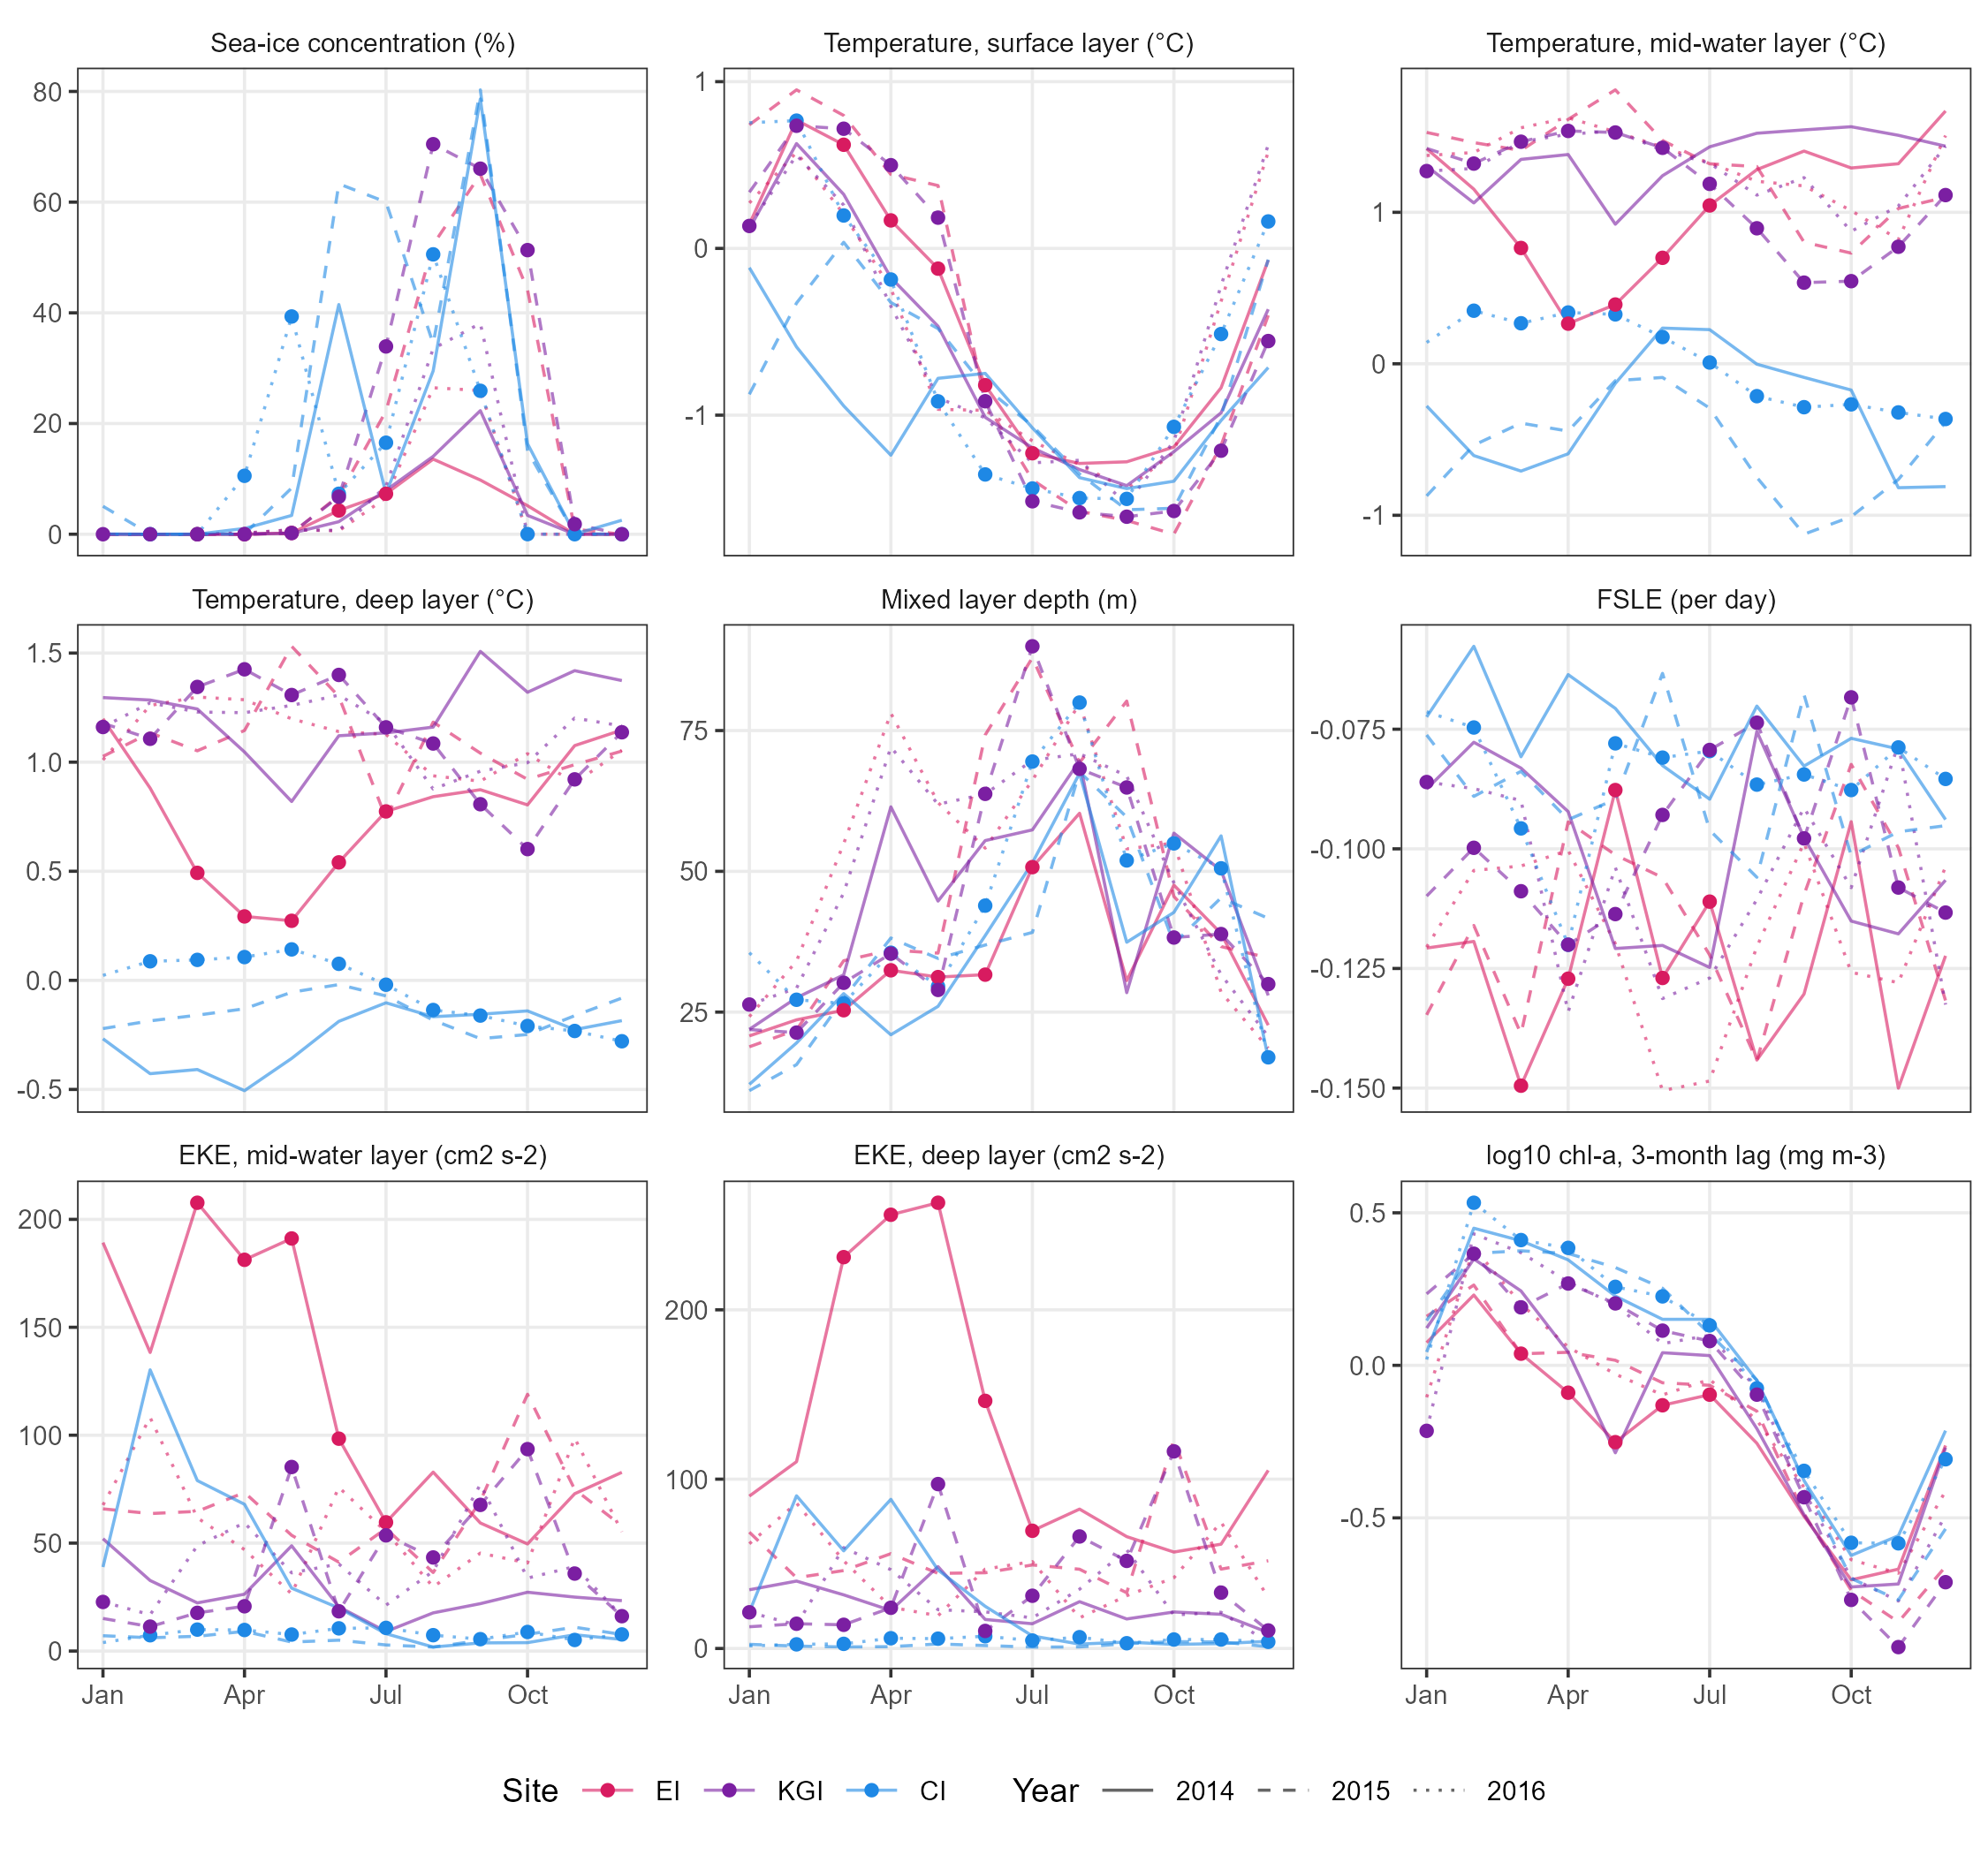 Sea-ice concentration (%)
Temperature, surface layer (°C)
Temperature, mid-water layer (°C)
80
60
40
20
0
1
0
-1
1
0
-1
Temperature, deep layer (°C)
Mixed layer depth (m)
FSLE (per day)
1.5
1.0
0.5
0.0
-0.5
75
50
25
-0.075
-0.100
-0.125
-0.150
EKE, mid-water layer (cm2 s-2)
EKE, deep layer (cm2 s-2)
log10 chl-a, 3-month lag (mg m-3)
200
150
100
50
0
200
100
0
0.5
0.0
-0.5
Jan Apr Jul Oct
Jan Apr Jul Oct
Jan Apr Jul Oct
Site EI KGI CI Year 2014 2015 2016